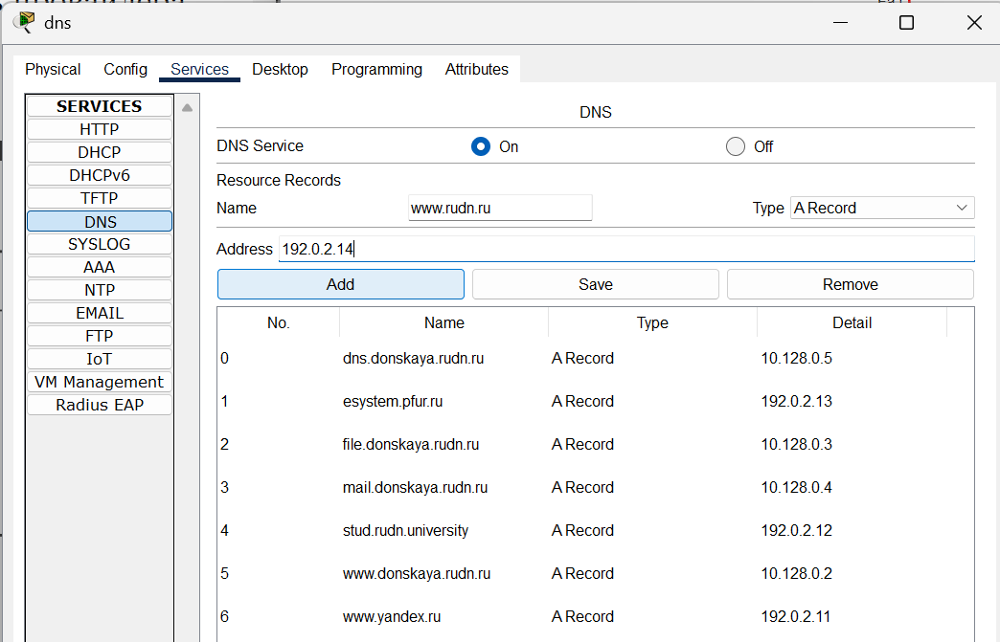 dns
Physical Config Services Desktop Programming Attributes
SERVICES
HTTP
DHCP
DHCPv6
TFTP
DNS
SYSLOG
AAA
NTP
EMAIL
FTP
IoT
VM Management
Radius EAP
DNS
DNS Service On Off
Resource Records
Name www.rudn.ru Type A Record
Address 192.0.2.14
Add Save Remove
No. Name Type Detail
0 dns.donskaya.rudn.ru A Record 10.128.0.5
1 esystem.pfur.ru A Record 192.0.2.13
2 file.donskaya.rudn.ru A Record 10.128.0.3
3 mail.donskaya.rudn.ru A Record 10.128.0.4
4 stud.rudn.university A Record 192.0.2.12
5 www.donskaya.rudn.ru A Record 10.128.0.2
6 www.yandex.ru A Record 192.0.2.11